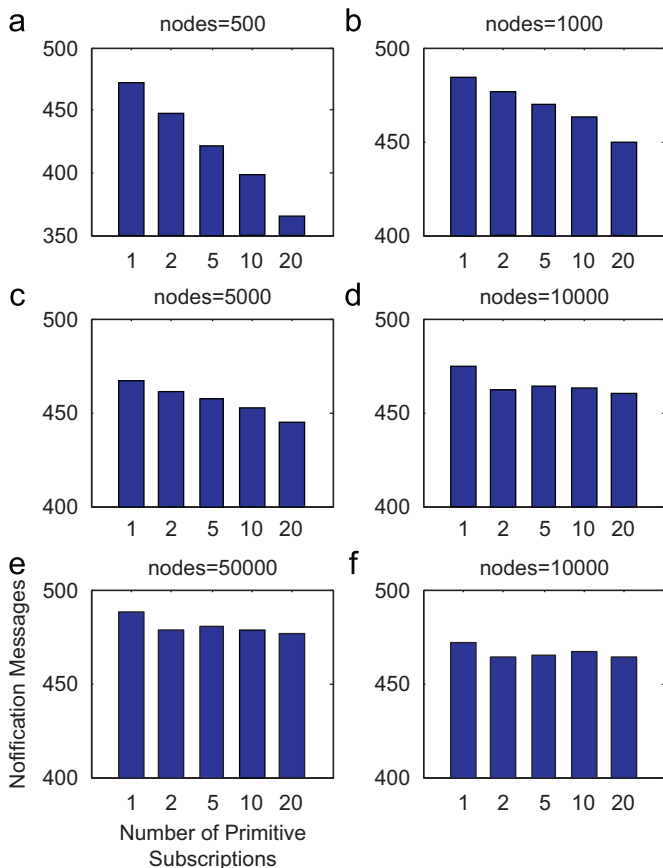 a
nodes=500
500
450
400
350
1 2 5 10 20
b
nodes=1000
500
450
400
1 2 5 10 20
c
nodes=5000
500
450
400
1 2 5 10 20
d
nodes=10000
500
450
400
1 2 5 10 20
e
nodes=50000
500
450
400
1 2 5 10 20
f
nodes=10000
500
450
400
1 2 5 10 20
Nofification Messages
Number of Primitive
Subscriptions